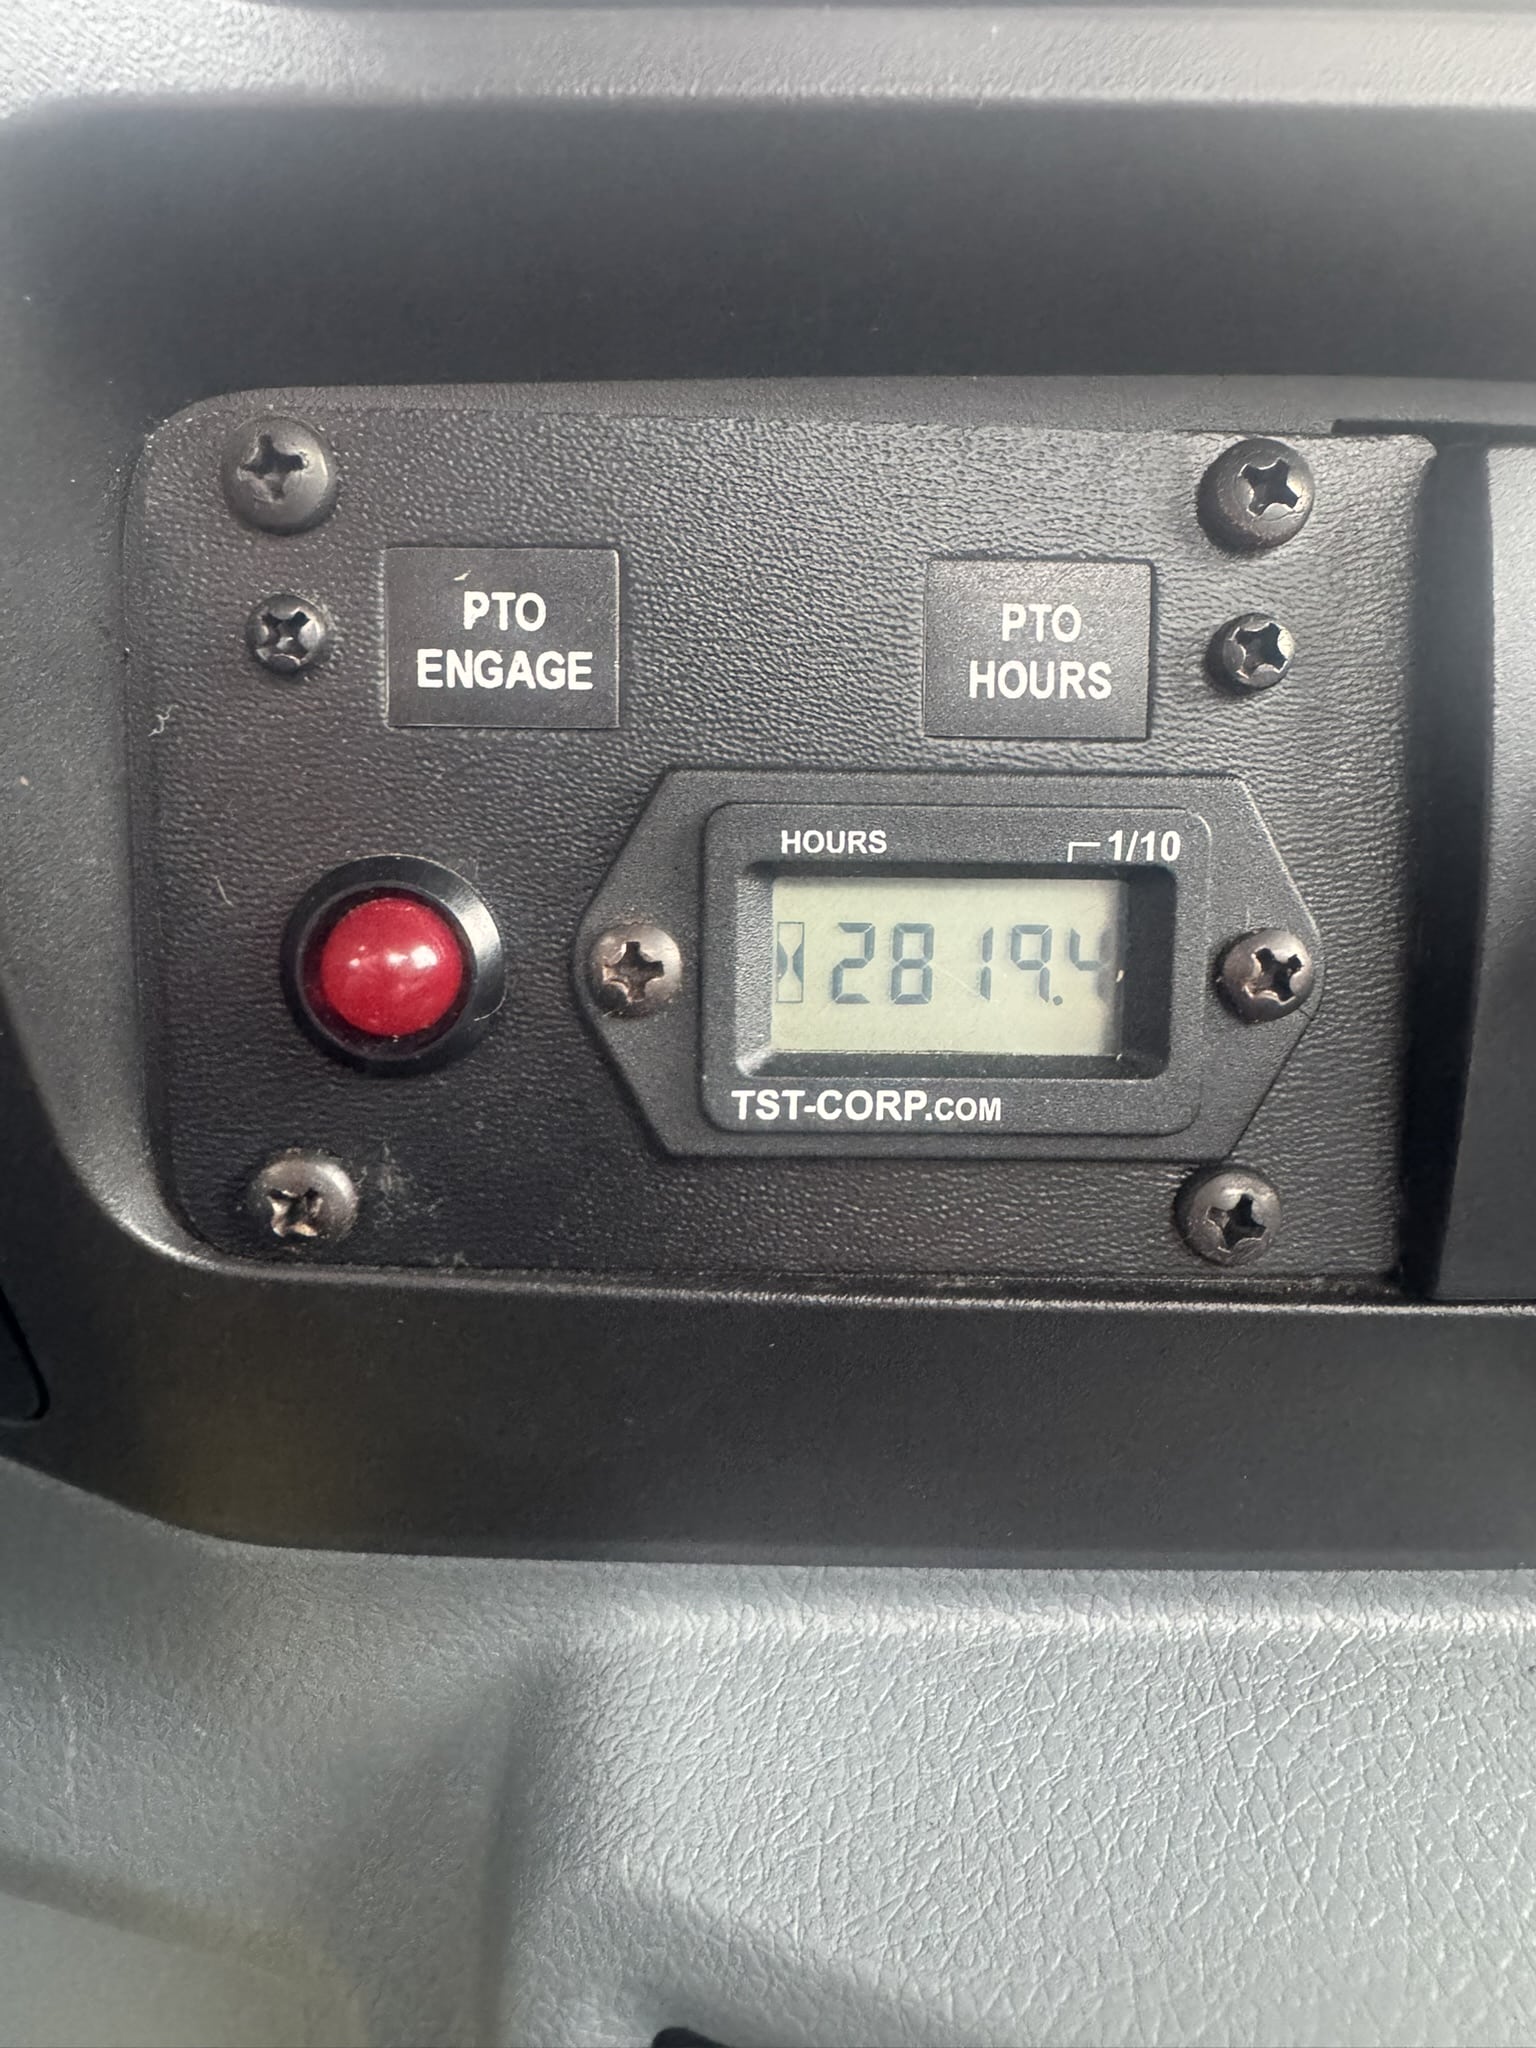 PTO
ENGAGE
PTO
HOURS
HOURS 1/10
2819.4
TST-CORP.COM